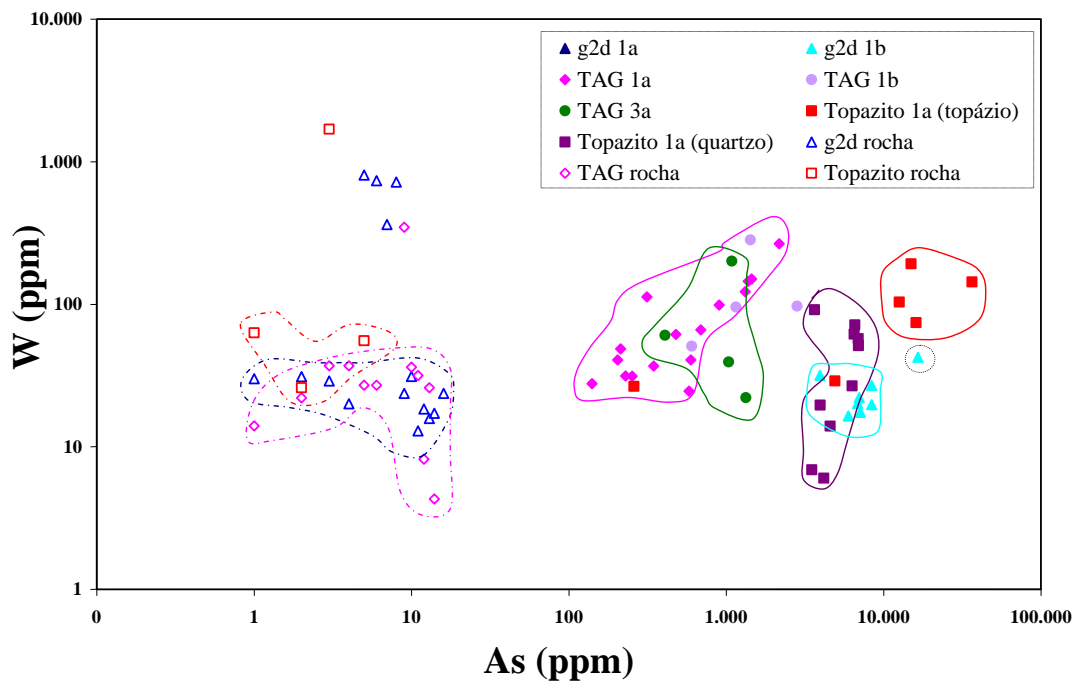 10.000
1.000
100
10
1
W (ppm)
g2d 1a
g2d 1b
TAG 1a
TAG 1b
TAG 3a
Topazito 1a (topázio)
Topazito 1a (quartzo)
g2d rocha
TAG rocha
Topazito rocha
0
1
10
100
1.000
10.000
100.000
As (ppm)